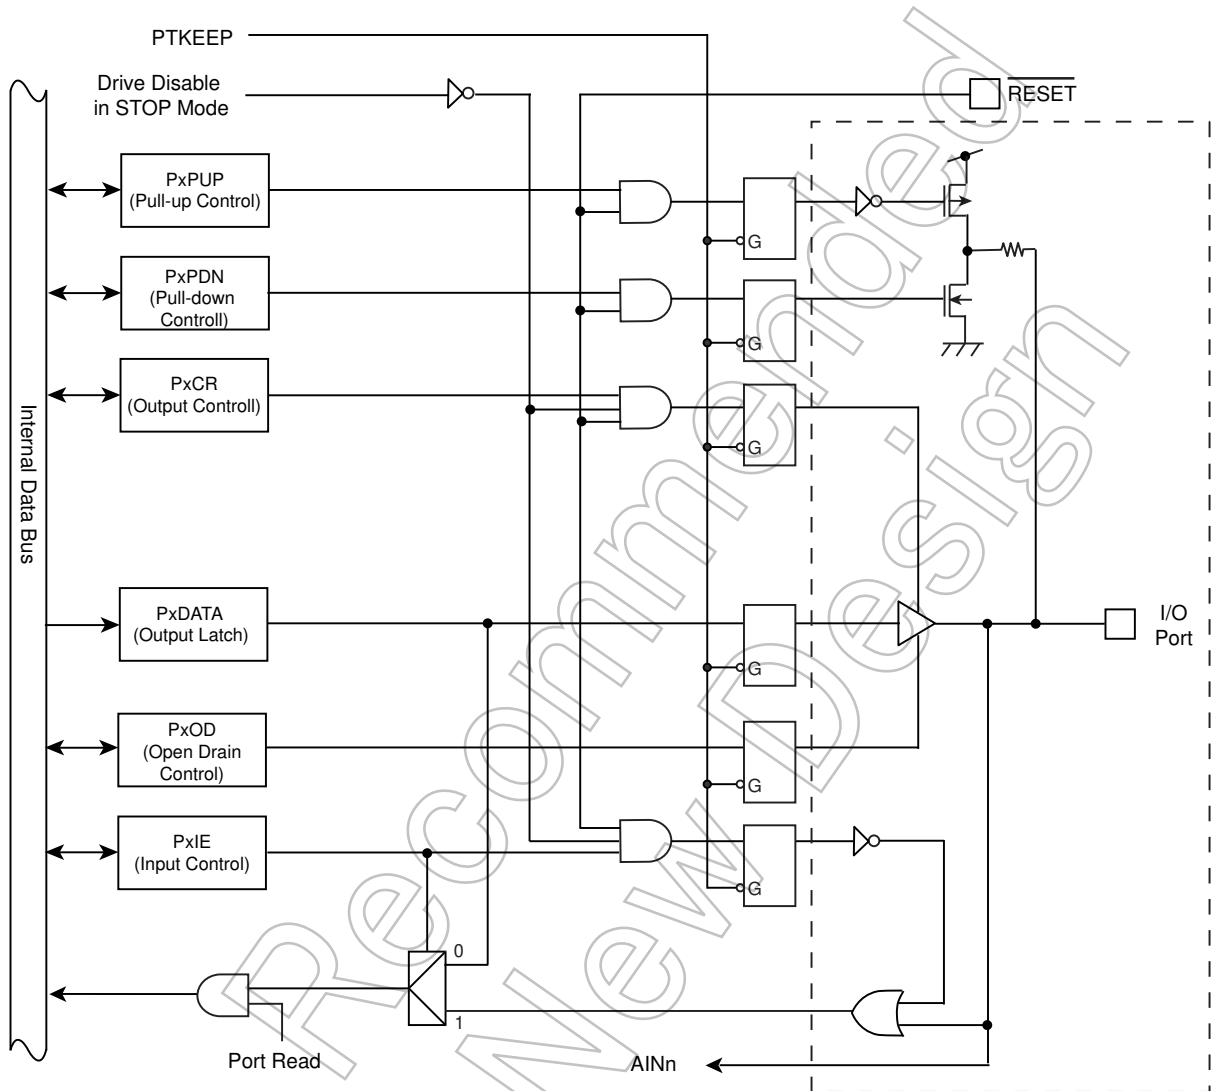 PTKEEP
Drive Disable
in STOP Mode
RESET
PxPUP
(Pull-up Control)
G
PxPDN
(Pull-down
Controll)
G
PxCR
(Output Controll)
G
Internal Data Bus
PxDATA
(Output Latch)
G
I/O
Port
PxOD
(Open Drain
Control)
G
PxIE
(Input Control)
G
0
1
Port Read
AINn
Recommended
New Design